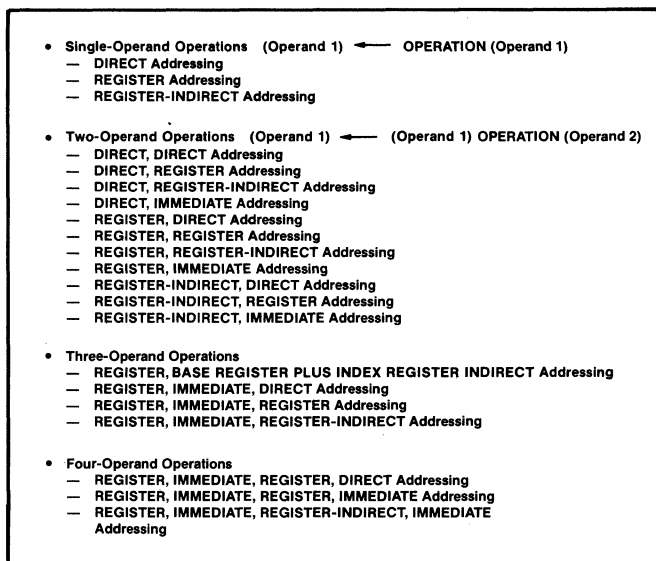 • Single-Operand Operations (Operand 1) ← OPERATION (Operand 1)
— DIRECT Addressing
— REGISTER Addressing
— REGISTER-INDIRECT Addressing
• Two-Operand Operations (Operand 1) ← (Operand 1) OPERATION (Operand 2)
— DIRECT, DIRECT Addressing
— DIRECT, REGISTER Addressing
— DIRECT, REGISTER-INDIRECT Addressing
— DIRECT, IMMEDIATE Addressing
— REGISTER, DIRECT Addressing
— REGISTER, REGISTER Addressing
— REGISTER, REGISTER-INDIRECT Addressing
— REGISTER, IMMEDIATE Addressing
— REGISTER-INDIRECT, DIRECT Addressing
— REGISTER-INDIRECT, REGISTER Addressing
— REGISTER-INDIRECT, IMMEDIATE Addressing
• Three-Operand Operations
— REGISTER, BASE REGISTER PLUS INDEX REGISTER INDIRECT Addressing
— REGISTER, IMMEDIATE, DIRECT Addressing
— REGISTER, IMMEDIATE, REGISTER Addressing
— REGISTER, IMMEDIATE, REGISTER-INDIRECT Addressing
• Four-Operand Operations
— REGISTER, IMMEDIATE, REGISTER, DIRECT Addressing
— REGISTER, IMMEDIATE, REGISTER, IMMEDIATE Addressing
— REGISTER, IMMEDIATE, REGISTER-INDIRECT, IMMEDIATE
Addressing